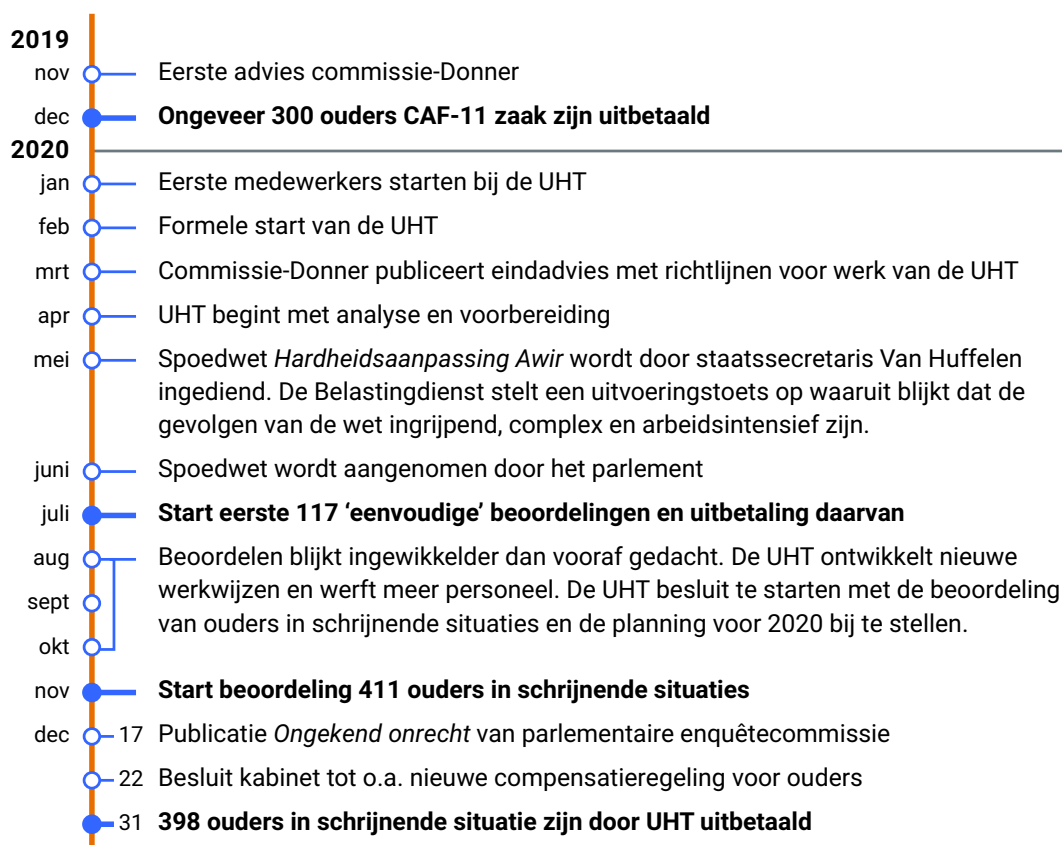 2019
nov Eerste advies commissie-Donner
dec Ongeveer 300 ouders CAF-11 zaak zijn uitbetaald
2020
jan Eerste medewerkers starten bij de UHT
feb Formele start van de UHT
mrt Commissie-Donner publiceert eindadvies met richtlijnen voor werk van de UHT
apr UHT begint met analyse en voorbereiding
mei Spoedwet Hardheidsaanpassing Awir wordt door staatssecretaris Van Huffelen
ingediend. De Belastingdienst stelt een uitvoeringstoets op waaruit blijkt dat de
gevolgen van de wet ingrijpend, complex en arbeidsintensief zijn.
juni Spoedwet wordt aangenomen door het parlement
juli Start eerste 117 ‘eenvoudige’ beoordelingen en uitbetaling daarvan
aug Beoordelen blijkt ingewikkelder dan vooraf gedacht. De UHT ontwikkelt nieuwe
sept werkwijzen en werft meer personeel. De UHT besluit te starten met de beoordeling
okt van ouders in schrijnende situaties en de planning voor 2020 bij te stellen.
nov Start beoordeling 411 ouders in schrijnende situaties
dec 17 Publicatie Ongekend onrecht van parlementaire enquêtecommissie
22 Besluit kabinet tot o.a. nieuwe compensatieregeling voor ouders
31 398 ouders in schrijnende situatie zijn door UHT uitbetaald